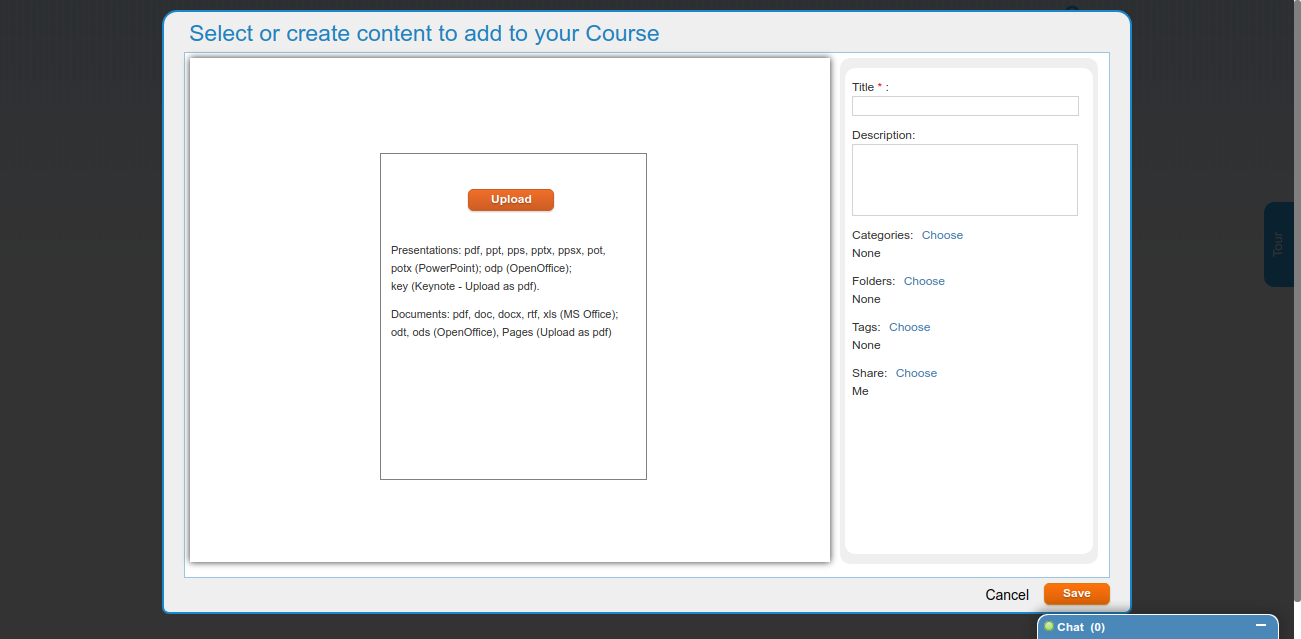 Select or create content to add to your Course
Upload
Presentations: pdf, ppt, pps, pptx, ppsx, pot,
potx (PowerPoint); odp (OpenOffice);
key (Keynote - Upload as pdf).
Documents: pdf, doc, docx, rtf, xls (MS Office);
odt, ods (OpenOffice), Pages (Upload as pdf)
Title * :
Description:
Categories: Choose
None
Folders: Choose
None
Tags: Choose
None
Share: Choose
Me
Tour
Cancel
Save
Chat (0)